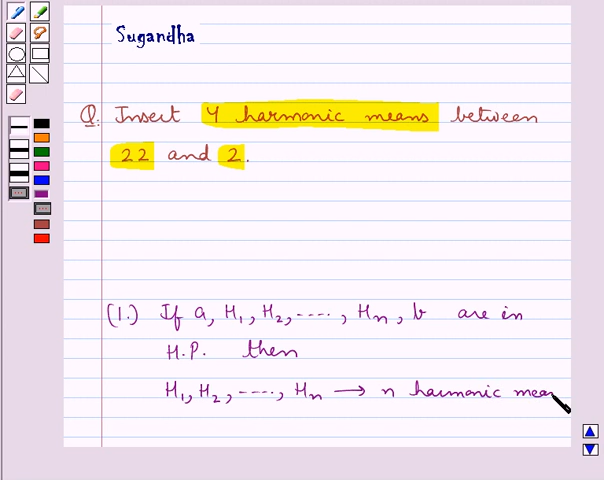 Sugandha
Q. Insert 4 harmonic means between
22 and 2.
(1.) If a, H₁, H₂, ----, Hₙ, b are in
H.P. then
H₁, H₂, ----, Hₙ → n harmonic mean